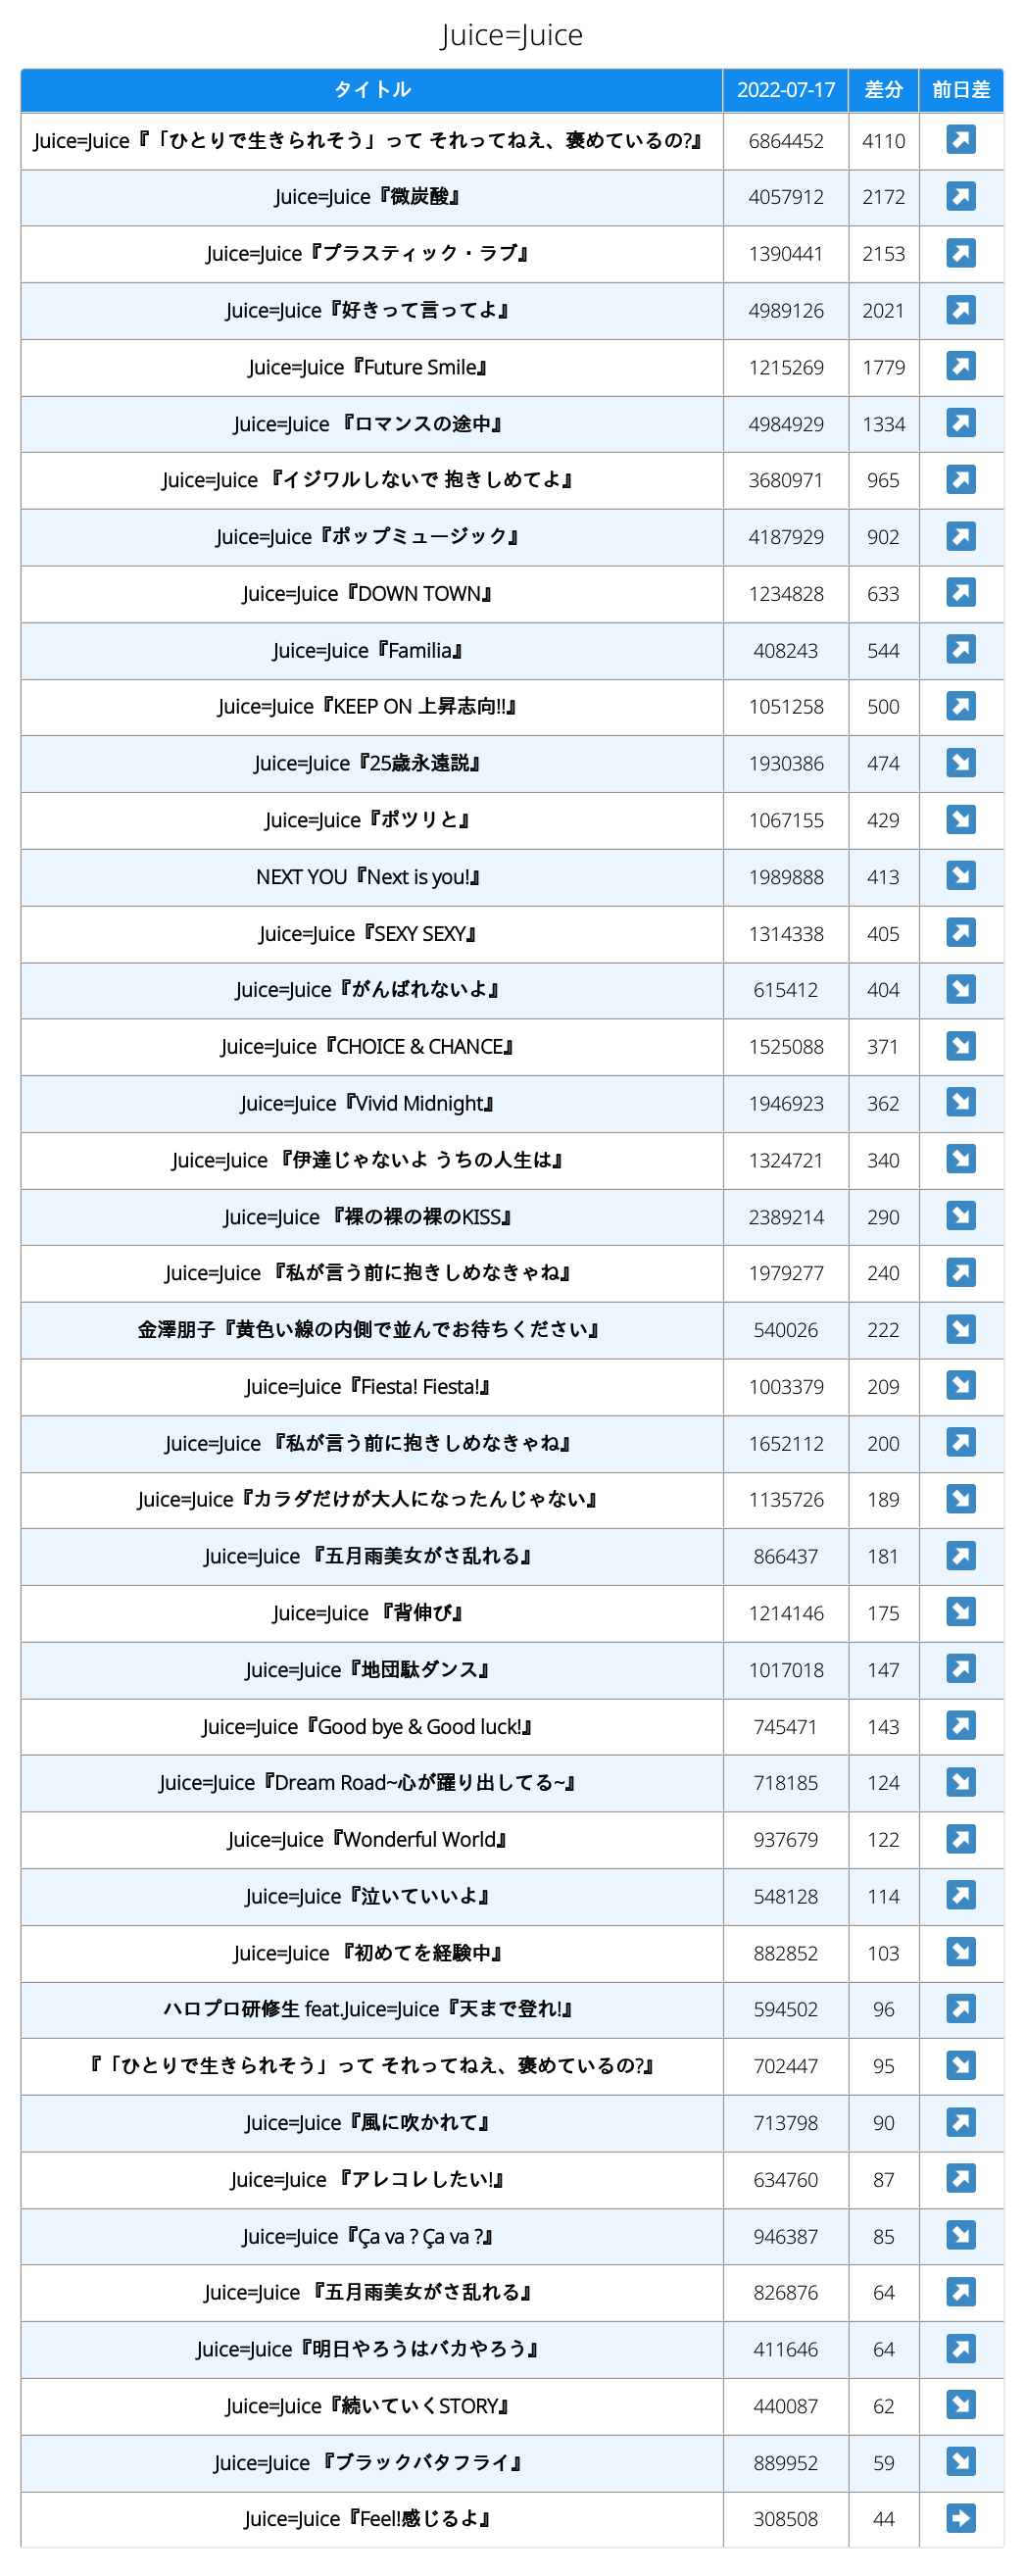 Juice=Juice
タイトル 2022-07-17 差分 前日差
Juice=Juice『「ひとりで生きられそう」って それってねえ、褒めているの?』 6864452 4110
Juice=Juice『微炭酸』 4057912 2172
Juice=Juice『プラスティック・ラブ』 1390441 2153
Juice=Juice『好きって言ってよ』 4989126 2021
Juice=Juice『Future Smile』 1215269 1779
Juice=Juice 『ロマンスの途中』 4984929 1334
Juice=Juice 『イジワルしないで 抱きしめてよ』 3680971 965
Juice=Juice『ポップミュージック』 4187929 902
Juice=Juice『DOWN TOWN』 1234828 633
Juice=Juice『Familia』 408243 544
Juice=Juice『KEEP ON 上昇志向!!』 1051258 500
Juice=Juice『25歳永遠説』 1930386 474
Juice=Juice『ポツリと』 1067155 429
NEXT YOU『Next is you!』 1989888 413
Juice=Juice『SEXY SEXY』 1314338 405
Juice=Juice『がんばれないよ』 615412 404
Juice=Juice『CHOICE & CHANCE』 1525088 371
Juice=Juice『Vivid Midnight』 1946923 362
Juice=Juice 『伊達じゃないよ うちの人生は』 1324721 340
Juice=Juice 『裸の裸の裸のKISS』 2389214 290
Juice=Juice 『私が言う前に抱きしめなきゃね』 1979277 240
金澤朋子『黄色い線の内側で並んでお待ちください』 540026 222
Juice=Juice『Fiesta! Fiesta!』 1003379 209
Juice=Juice 『私が言う前に抱きしめなきゃね』 1652112 200
Juice=Juice『カラダだけが大人になったんじゃない』 1135726 189
Juice=Juice 『五月雨美女がさ乱れる』 866437 181
Juice=Juice 『背伸び』 1214146 175
Juice=Juice『地団駄ダンス』 1017018 147
Juice=Juice『Good bye & Good luck!』 745471 143
Juice=Juice『Dream Road~心が躍り出してる~』 718185 124
Juice=Juice『Wonderful World』 937679 122
Juice=Juice『泣いていいよ』 548128 114
Juice=Juice 『初めてを経験中』 882852 103
ハロプロ研修生 feat.Juice=Juice『天まで登れ!』 594502 96
『「ひとりで生きられそう」って それってねえ、褒めているの?』 702447 95
Juice=Juice『風に吹かれて』 713798 90
Juice=Juice 『アレコレしたい!』 634760 87
Juice=Juice『Ça va ? Ça va ?』 946387 85
Juice=Juice 『五月雨美女がさ乱れる』 826876 64
Juice=Juice『明日やろうはバカやろう』 411646 64
Juice=Juice『続いていくSTORY』 440087 62
Juice=Juice 『ブラックバタフライ』 889952 59
Juice=Juice『Feel!感じるよ』 308508 44